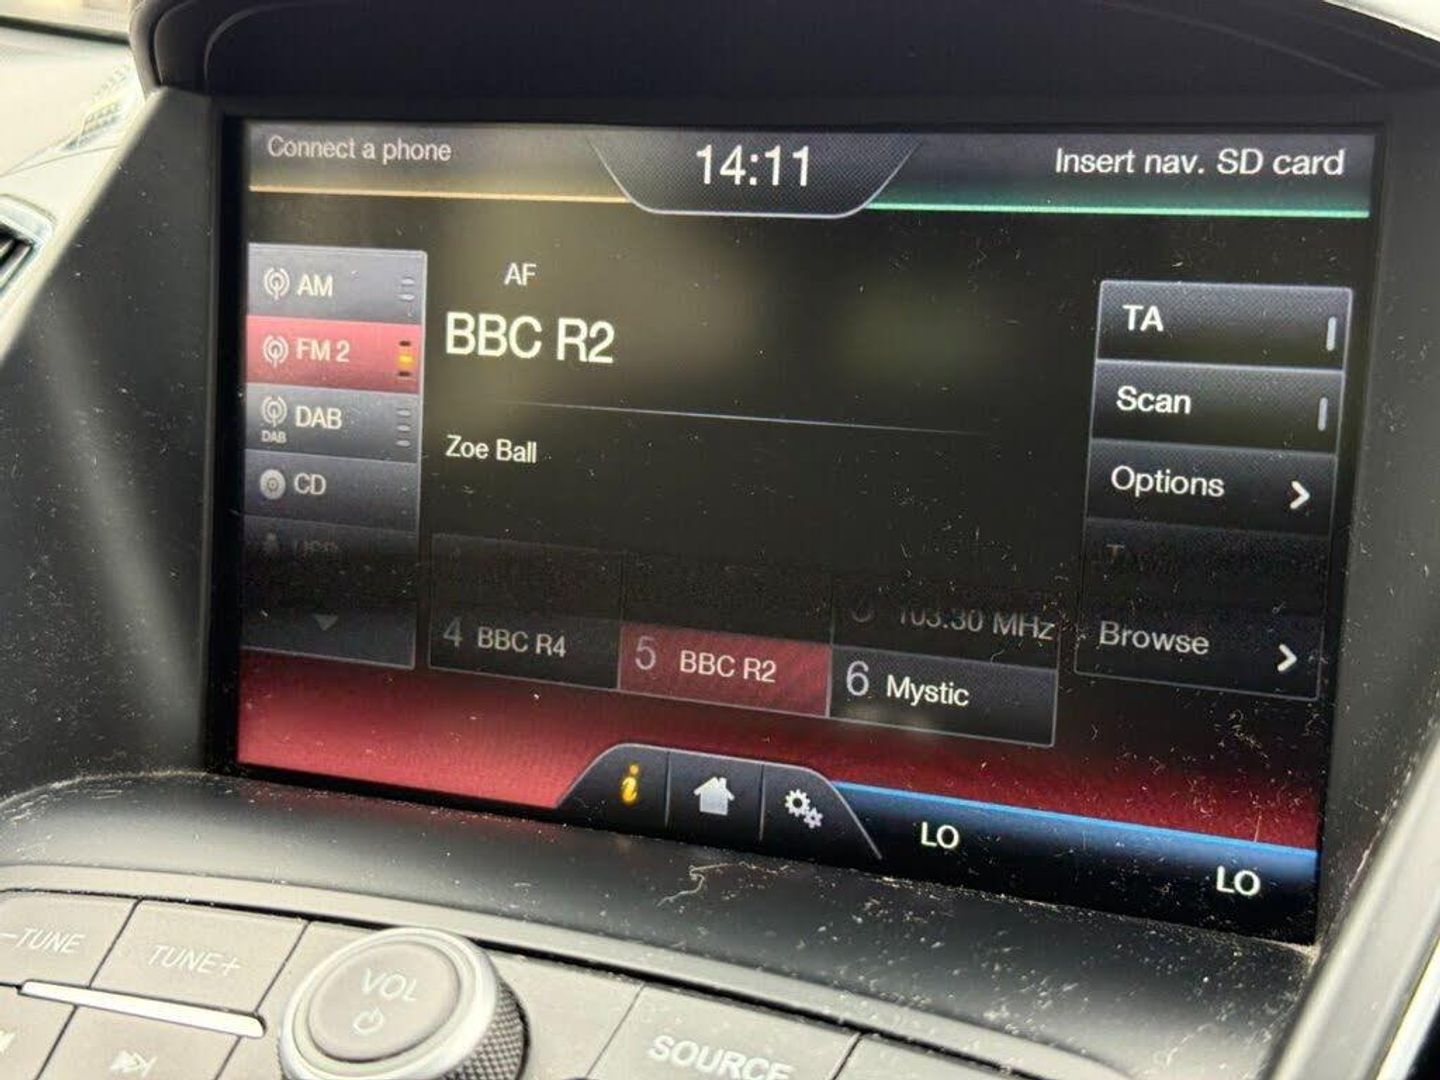 Connect a phone
14:11
Insert nav. SD card
AM
FM 2
DAB
DAB
CD
USB
AF
BBC R2
Zoe Ball
TA
Scan
Options
Browse
103.30 MHz
4 BBC R4
5 BBC R2
6 Mystic
i
LO
LO
-TUNE
TUNE+
VOL
SOURCE